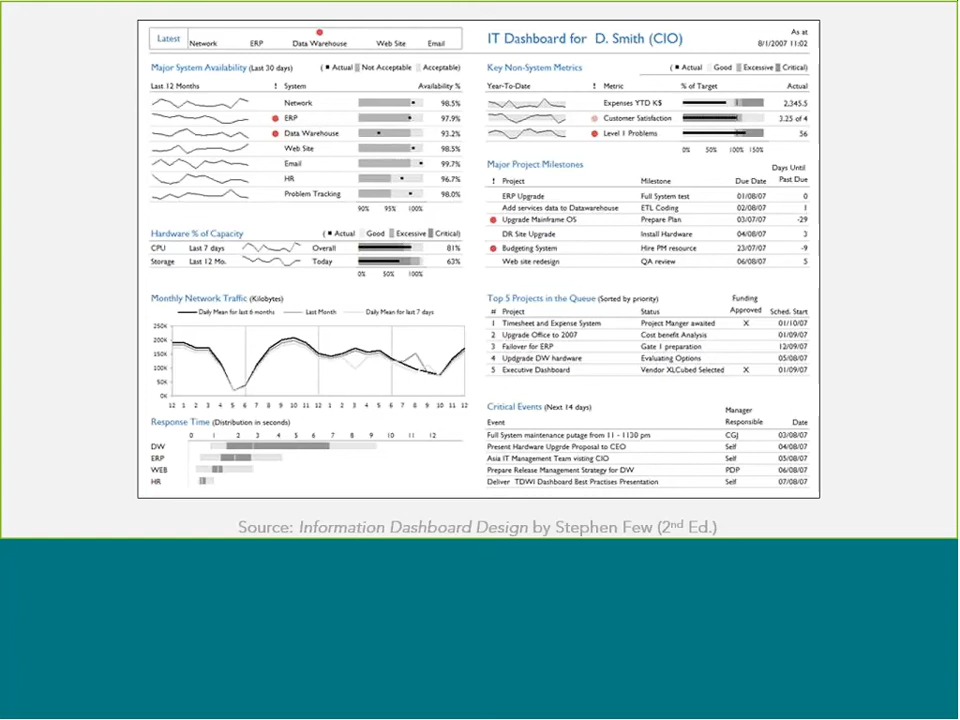 Latest Network ERP Data Warehouse Web Site Email
Major System Availability (Last 30 days) ( ▪ Actual Not Acceptable Acceptable)
Last 12 Months ! System Availability %
Network 98.5%
ERP 97.9%
Data Warehouse 93.2%
Web Site 98.5%
Email 99.7%
HR 96.7%
Problem Tracking 98.0%
90% 95% 100%
Hardware % of Capacity ( ▪ Actual Good Excessive Critical)
CPU Last 7 days Overall 81%
Storage Last 12 Mo. Today 63%
0% 50% 100%
Monthly Network Traffic (Kilobytes)
Daily Mean for last 6 months Last Month Daily Mean for last 7 days
250K
200K
150K
100K
50K
0K
12 1 2 3 4 5 6 7 8 9 10 11 12 1 2 3 4 5 6 7 8 9 10 11 12
Response Time (Distribution in seconds)
0 1 2 3 4 5 6 7 8 9 10 11 12
DW
ERP
WEB
HR
IT Dashboard for D. Smith (CIO)
As at
8/1/2007 11:02
Key Non-System Metrics ( ▪ Actual Good Excessive Critical)
Year-To-Date ! Metric % of Target Actual
Expenses YTD K$ 2,345.5
Customer Satisfaction 3.25 of 4
Level 1 Problems 56
0% 50% 100% 150%
Major Project Milestones
Days Until
! Project Milestone Due Date Past Due
ERP Upgrade Full System test 01/08/07 0
Add services data to Datawarehouse ETL Coding 02/08/07 1
Upgrade Mainframe OS Prepare Plan 03/07/07 -29
DR Site Upgrade Install Hardware 04/08/07 3
Budgeting System Hire PM resource 23/07/07 -9
Web site redesign QA review 06/08/07 5
Top 5 Projects in the Queue (Sorted by priority)
Funding
# Project Status Approved Sched. Start
1 Timesheet and Expense System Project Manger awaited X 01/10/07
2 Upgrade Office to 2007 Cost benefit Analysis 01/09/07
3 Failover for ERP Gate 1 preparation 12/09/07
4 Updgrade DW hardware Evaluating Options 05/08/07
5 Executive Dashboard Vendor XLCubed Selected X 01/09/07
Critical Events (Next 14 days)
Manager
Event Responsible Date
Full System maintenance putage from 11 - 1130 pm CGJ 03/08/07
Present Hardware Upgrde Proposal to CEO Self 04/08/07
Asia IT Management Team visting CIO Self 05/08/07
Prepare Release Management Strategy for DW PDP 06/08/07
Deliver TDWI Dashboard Best Practises Presentation Self 07/08/07
Source: Information Dashboard Design by Stephen Few (2nd Ed.)